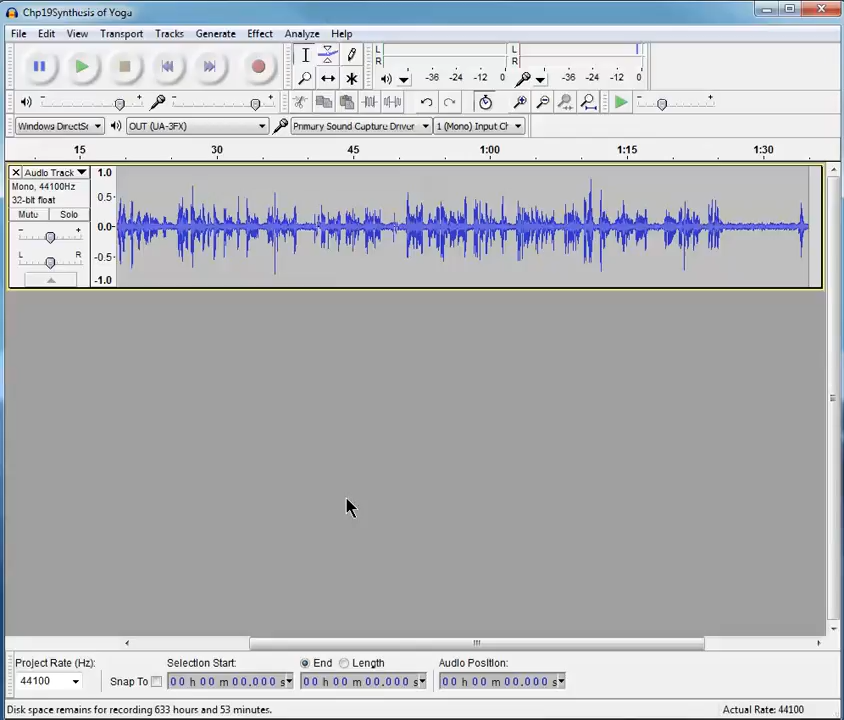 Chp19Synthesis of Yoga
File Edit View Transport Tracks Generate Effect Analyze Help
L L
R R
-36 -24 -12 0 -36 -24 -12 0
- + - + - +
Windows DirectSc OUT (UA-3FX) Primary Sound Capture Driver 1 (Mono) Input Ch
15 30 45 1:00 1:15 1:30
Audio Track 1.0
Mono, 44100Hz
32-bit float 0.5
Mute Solo
- + 0.0
L R -0.5
-1.0
Project Rate (Hz): Selection Start: End Length Audio Position:
44100 Snap To 00 h 00 m 00.000 s 00 h 00 m 00.000 s 00 h 00 m 00.000 s
Disk space remains for recording 633 hours and 53 minutes. Actual Rate: 44100